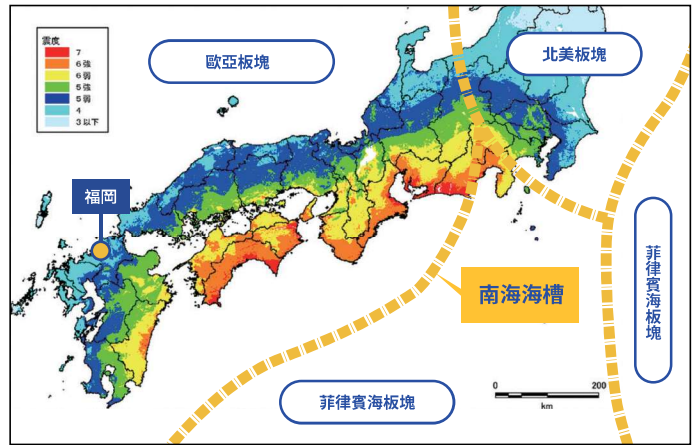 震度
7
6強
6弱
5強
5弱
4
3以下
歐亞板塊
北美板塊
福岡
菲律賓海板塊
南海海槽
菲律賓海板塊
0
200
km